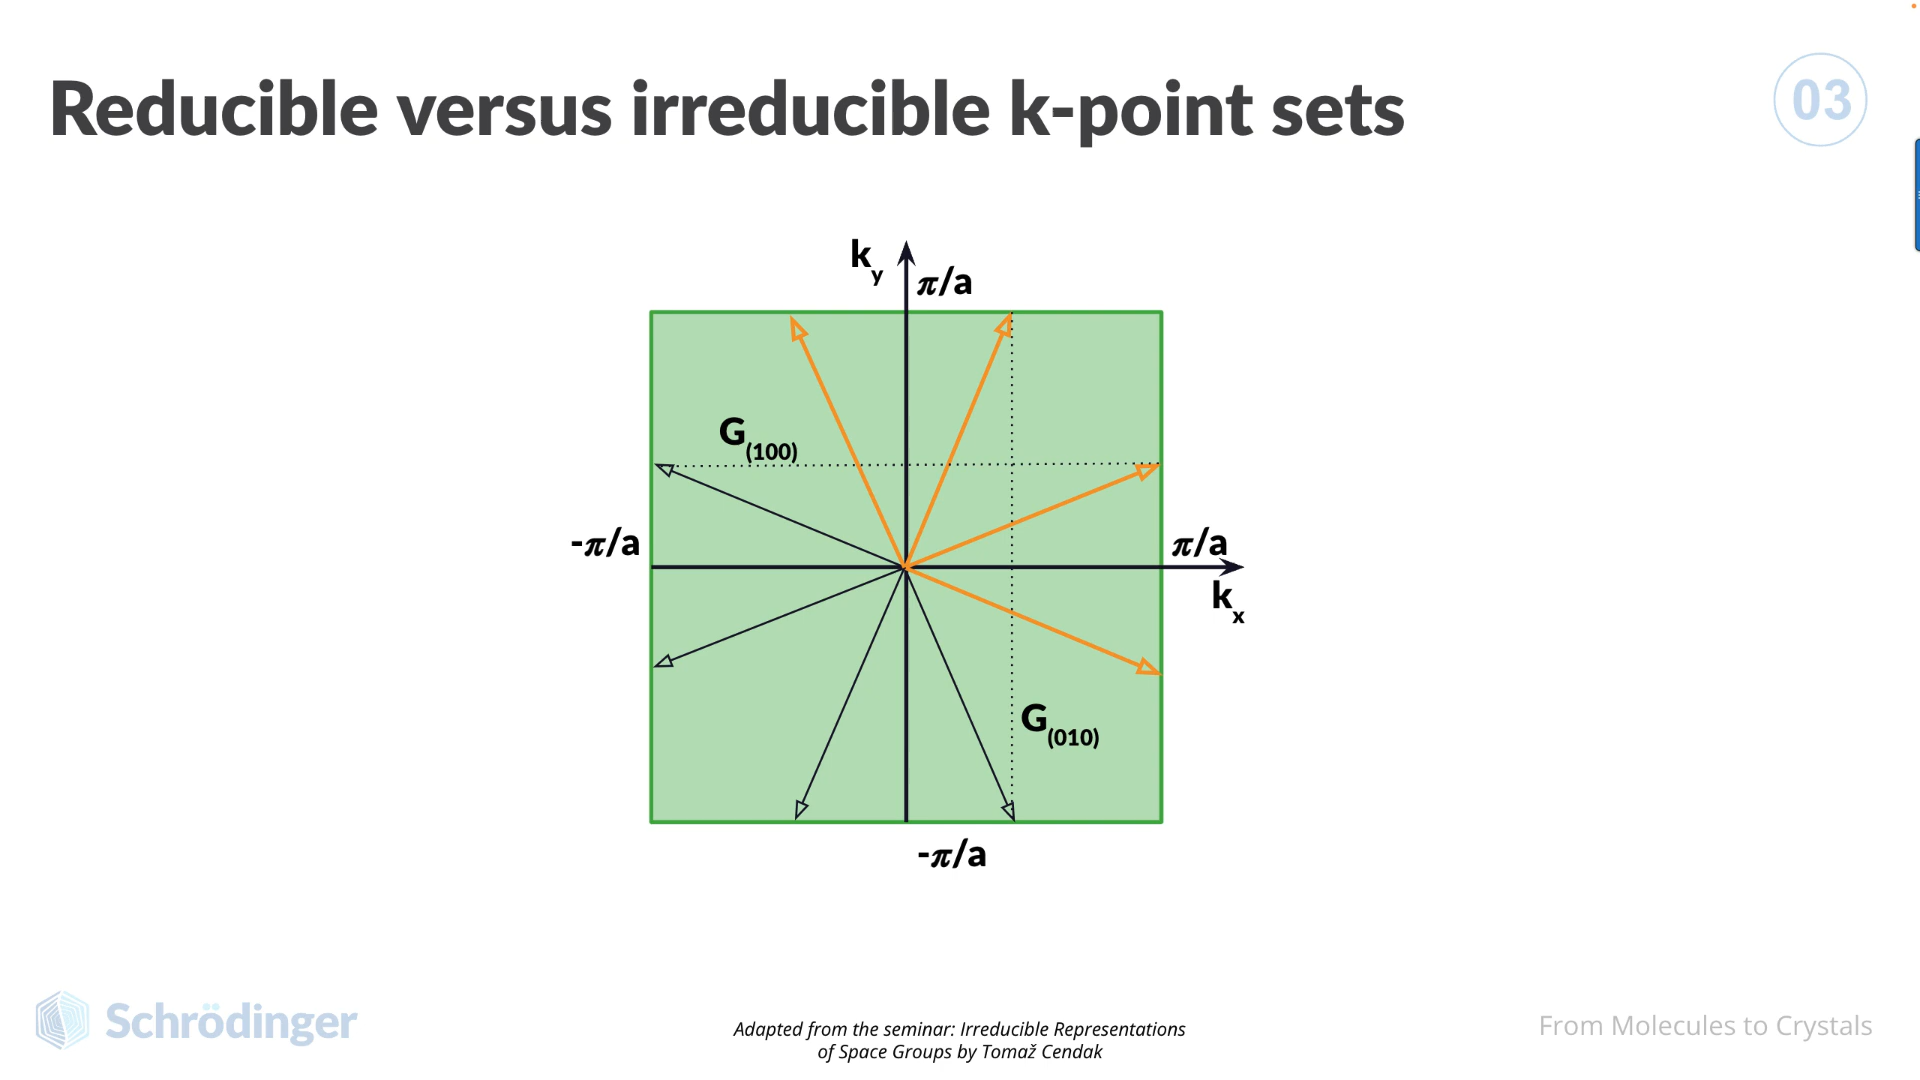 Reducible versus irreducible k-point sets
03
k_y
π/a
G_(100)
-π/a
π/a
k_x
G_(010)
-π/a
Schrödinger
Adapted from the seminar: Irreducible Representations
of Space Groups by Tomaž Cendak
From Molecules to Crystals